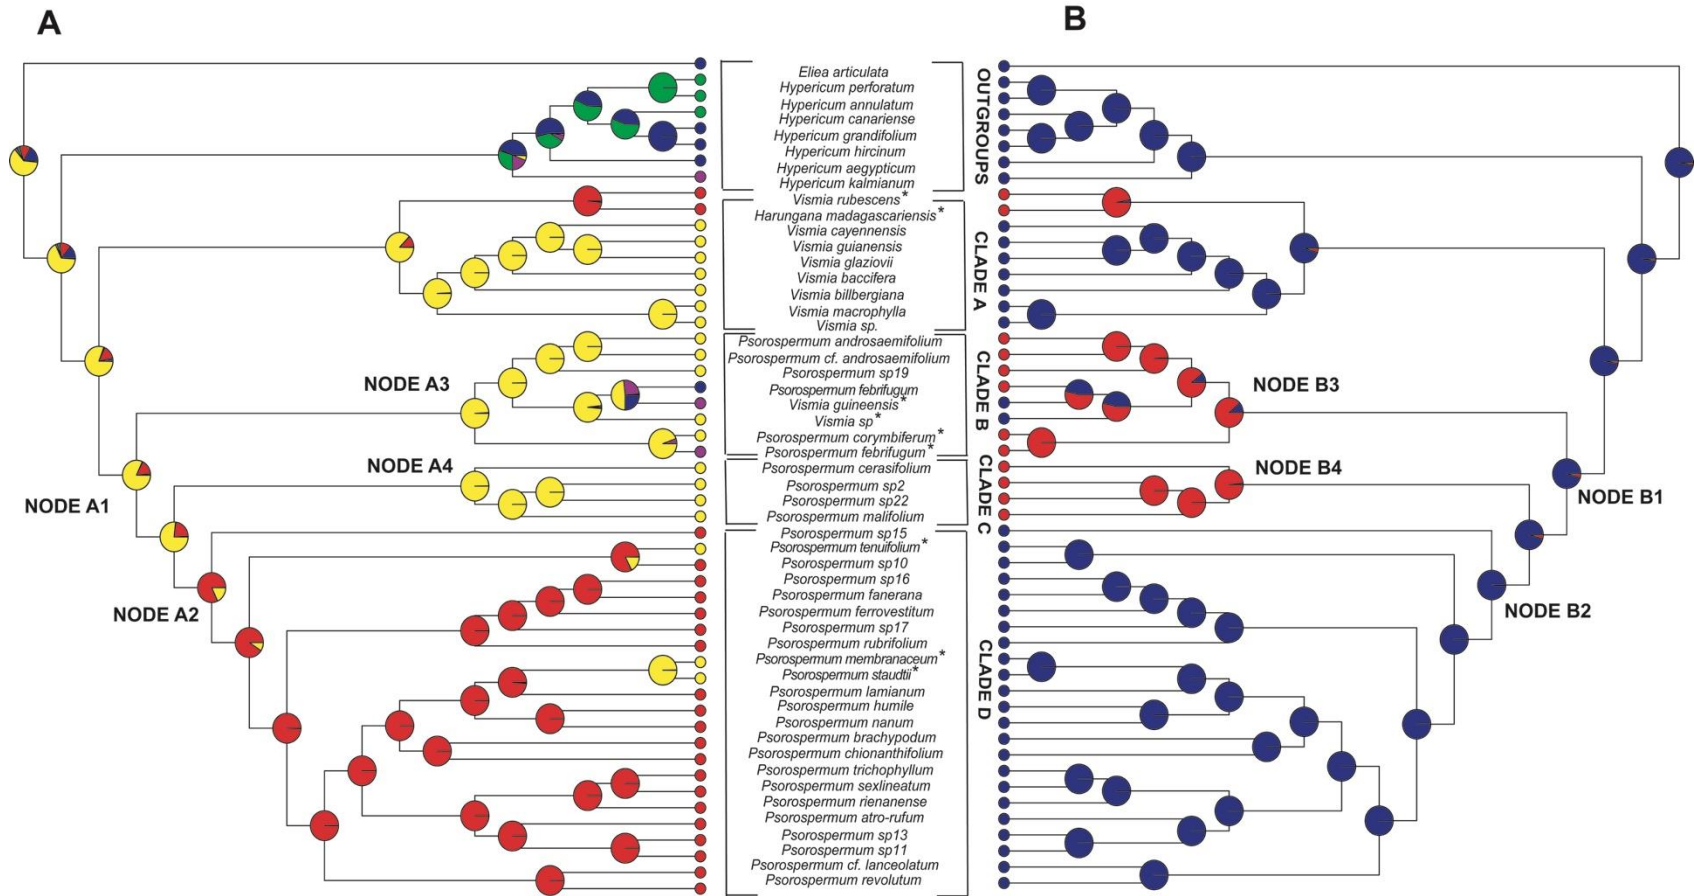 A
B
Eliea articulata
Hypericum perforatum
Hypericum annulatum
Hypericum canariense
Hypericum grandifolium
Hypericum hircinum
Hypericum aegypticum
Hypericum kalmianum
OUTGROUPS
Vismia rubescens*
Harungana madagascariensis*
Vismia cayennensis
Vismia guianensis
Vismia glaziovii
Vismia baccifera
Vismia billbergiana
Vismia macrophylla
Vismia sp.
CLADE A
Psorospermum androsaemifolium
Psorospermum cf. androsaemifolium
Psorospermum sp19
Psorospermum febrifugum
Vismia guineensis*
Vismia sp*
Psorospermum corymbiferum*
Psorospermum febrifugum*
CLADE B
NODE A3
NODE B3
Psorospermum cerasifolium
Psorospermum sp2
Psorospermum sp22
Psorospermum malifolium
CLADE C
NODE A4
NODE B4
NODE A1
NODE B1
Psorospermum sp15
Psorospermum tenuifolium*
Psorospermum sp10
Psorospermum sp16
Psorospermum fanerana
Psorospermum ferrovestitum
Psorospermum sp17
Psorospermum rubrifolium
Psorospermum membranaceum*
Psorospermum staudtii*
Psorospermum lamianum
Psorospermum humile
Psorospermum nanum
Psorospermum brachypodum
Psorospermum chionanthifolium
Psorospermum trichophyllum
Psorospermum sexlineatum
Psorospermum rienanense
Psorospermum atro-rufum
Psorospermum sp13
Psorospermum sp11
Psorospermum cf. lanceolatum
Psorospermum revolutum
CLADE D
NODE A2
NODE B2